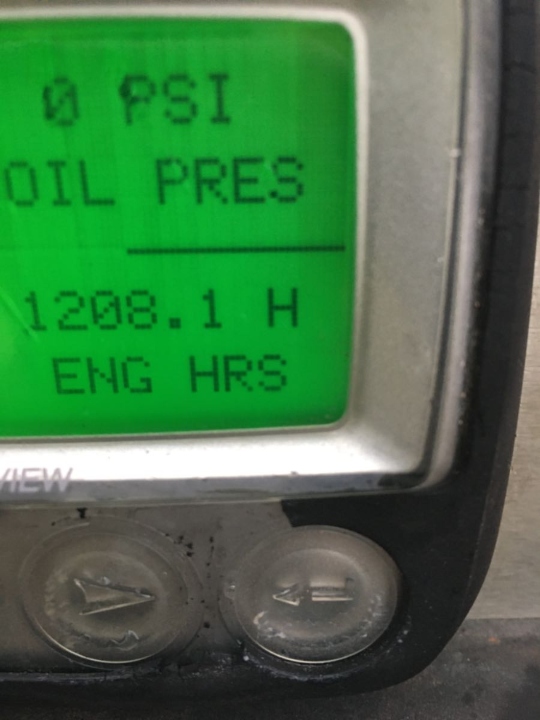 0 PSI
OIL PRES
1208.1 H
ENG HRS
VIEW